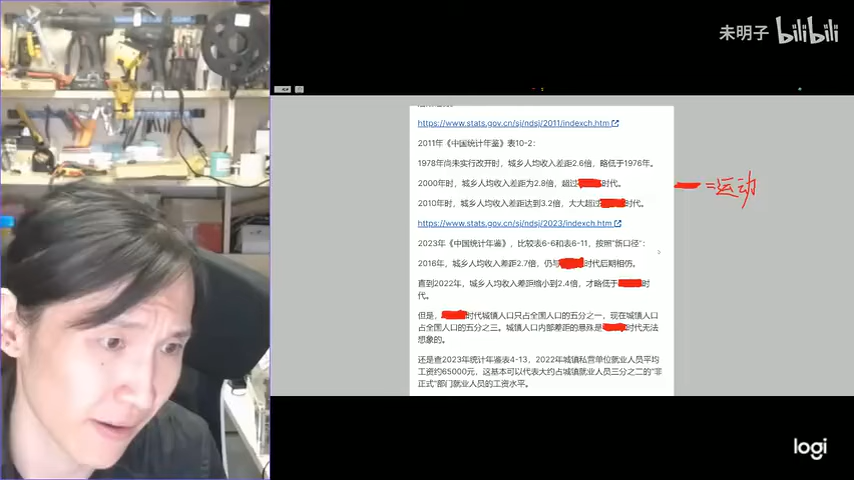 未明子 bilibili
https://www.stats.gov.cn/sj/ndsj/2011/indexch.htm
2011年《中国统计年鉴》表10-2:
1978年尚未实行改开时，城乡人均收入差距2.6倍，略低于1976年。
2000年时，城乡人均收入差距为2.8倍，超过时代。
=运动
2010年时，城乡人均收入差距达到3.2倍，大大超过时代。
https://www.stats.gov.cn/sj/ndsj/2023/indexch.htm
2023年《中国统计年鉴》，比较表6-6和表6-11，按照“新口径”:
2016年，城乡人均收入差距2.7倍，仍与时代后期相仿。
直到2022年，城乡人均收入差距缩小到2.4倍，才略低于时
代。
但是，时代城镇人口只占全国人口的五分之一，现在城镇人口
占全国人口的五分之三。城镇人口内部差距的悬殊是时代无法
想象的。
还是查2023年统计年鉴表4-13，2022年城镇私营单位就业人员平均
工资约65000元，这基本可以代表大约占城镇就业人员三分之二的“非
正式”部门就业人员的工资水平。
logi